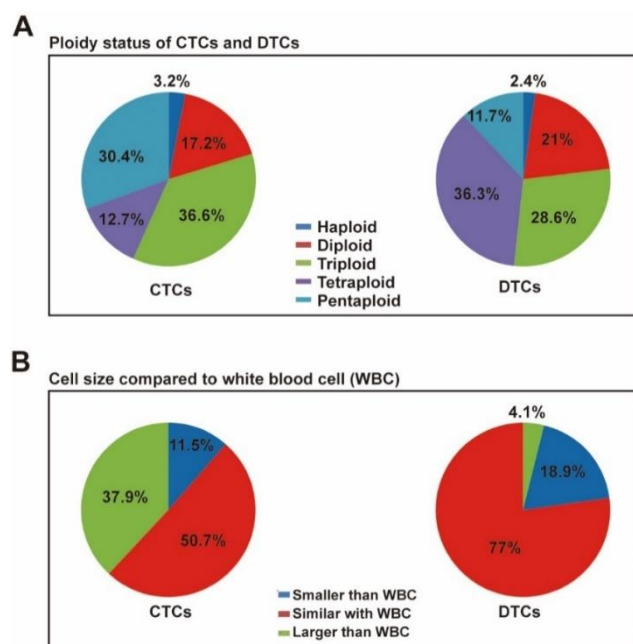 A
Ploidy status of CTCs and DTCs
3.2%
17.2%
36.6%
12.7%
30.4%
CTCs
Haploid
Diploid
Triploid
Tetraploid
Pentaploid
2.4%
21%
28.6%
36.3%
11.7%
DTCs
B
Cell size compared to white blood cell (WBC)
11.5%
50.7%
37.9%
CTCs
Smaller than WBC
Similar with WBC
Larger than WBC
4.1%
18.9%
77%
DTCs